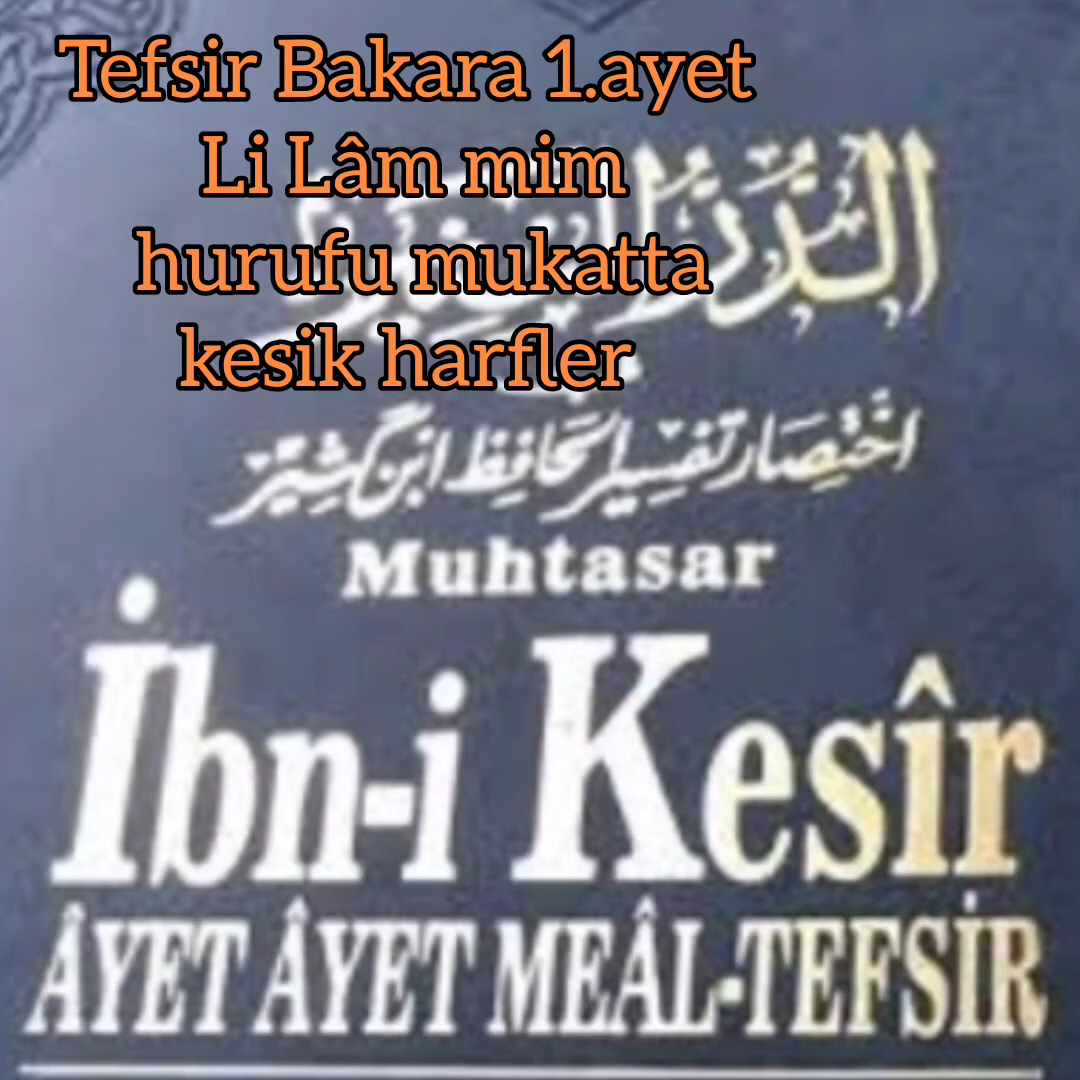 Tefsir Bakara 1.ayet
Li Lâm mim
hurufu mukatta
kesik harfler
الدر
اختصار تفسير الحافظ ابن كثير
Muhtasar
İbn-i Kesîr
ÂYET ÂYET MEÂL-TEFSİR